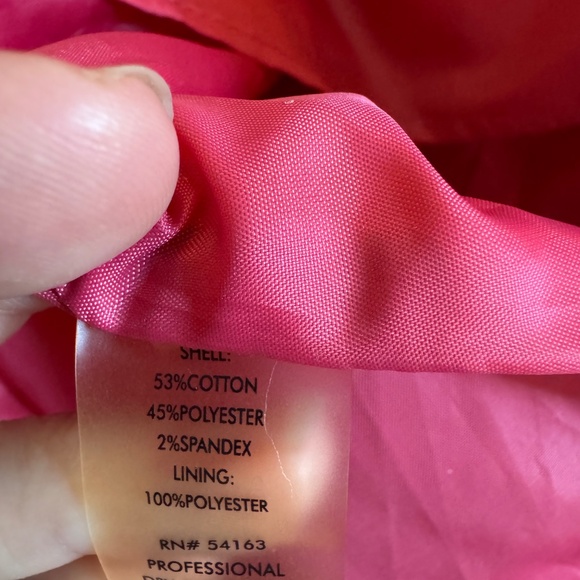 SHELL:
53%COTTON
45%POLYESTER
2%SPANDEX
LINING:
100%POLYESTER
RN# 54163
PROFESSIONAL